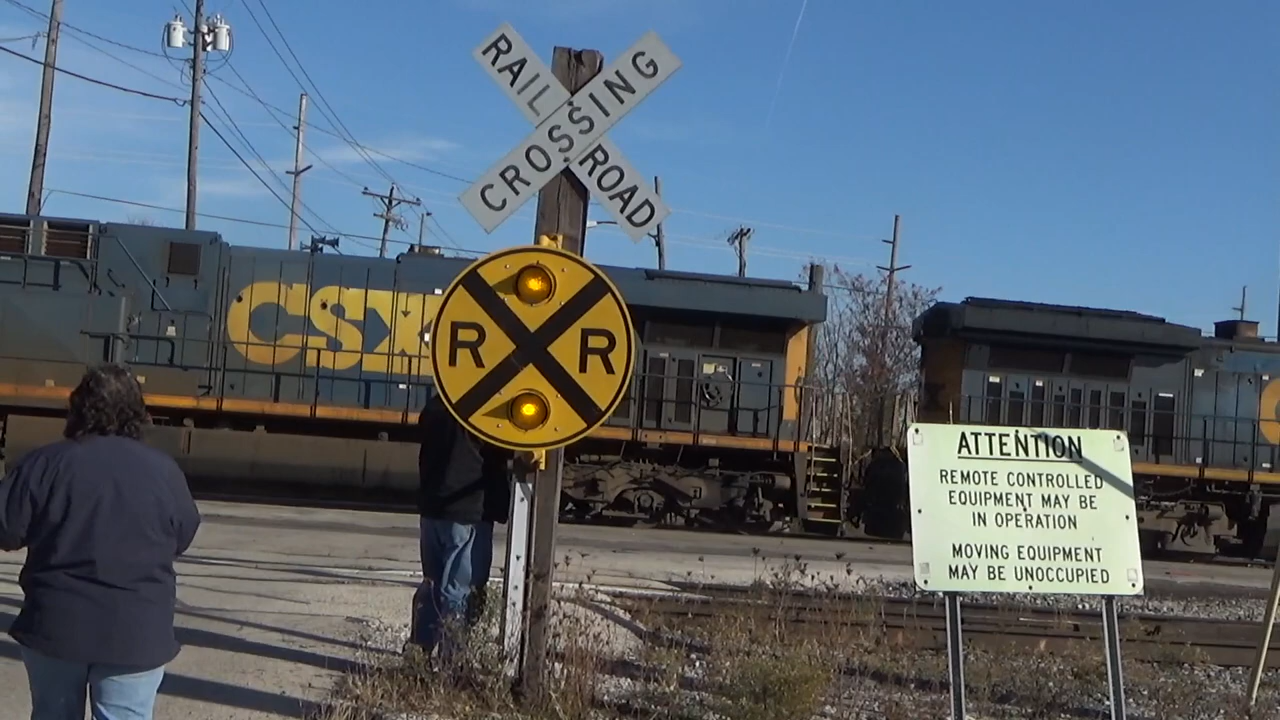 RAIL ROAD
CROSSING
CSX
R R
ATTENTION
REMOTE CONTROLLED
EQUIPMENT MAY BE
IN OPERATION
MOVING EQUIPMENT
MAY BE UNOCCUPIED